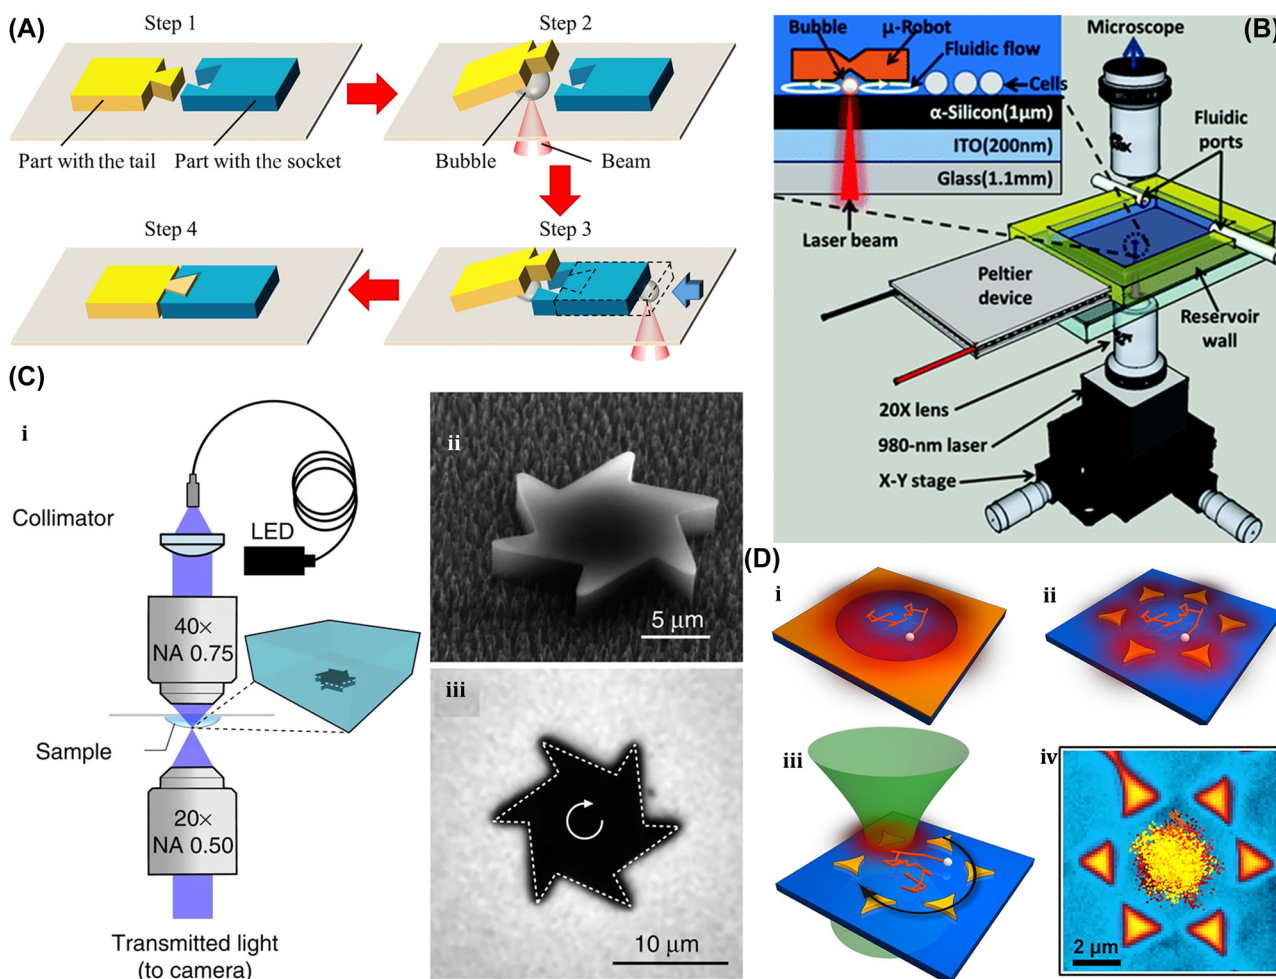 (A)
Step 1
Step 2
Part with the tail
Part with the socket
Bubble
Beam
Step 4
Step 3
(B)
Bubble
μ-Robot
Fluidic flow
Cells
α-Silicon(1μm)
ITO(200nm)
Glass(1.1mm)
Laser beam
Microscope
Fluidic
ports
Peltier
device
Reservoir
wall
20X lens
980-nm laser
X-Y stage
(C)
i
Collimator
LED
40×
NA 0.75
Sample
20×
NA 0.50
Transmitted light
(to camera)
ii
5 μm
iii
10 μm
(D)
i
ii
iii
iv
2 μm